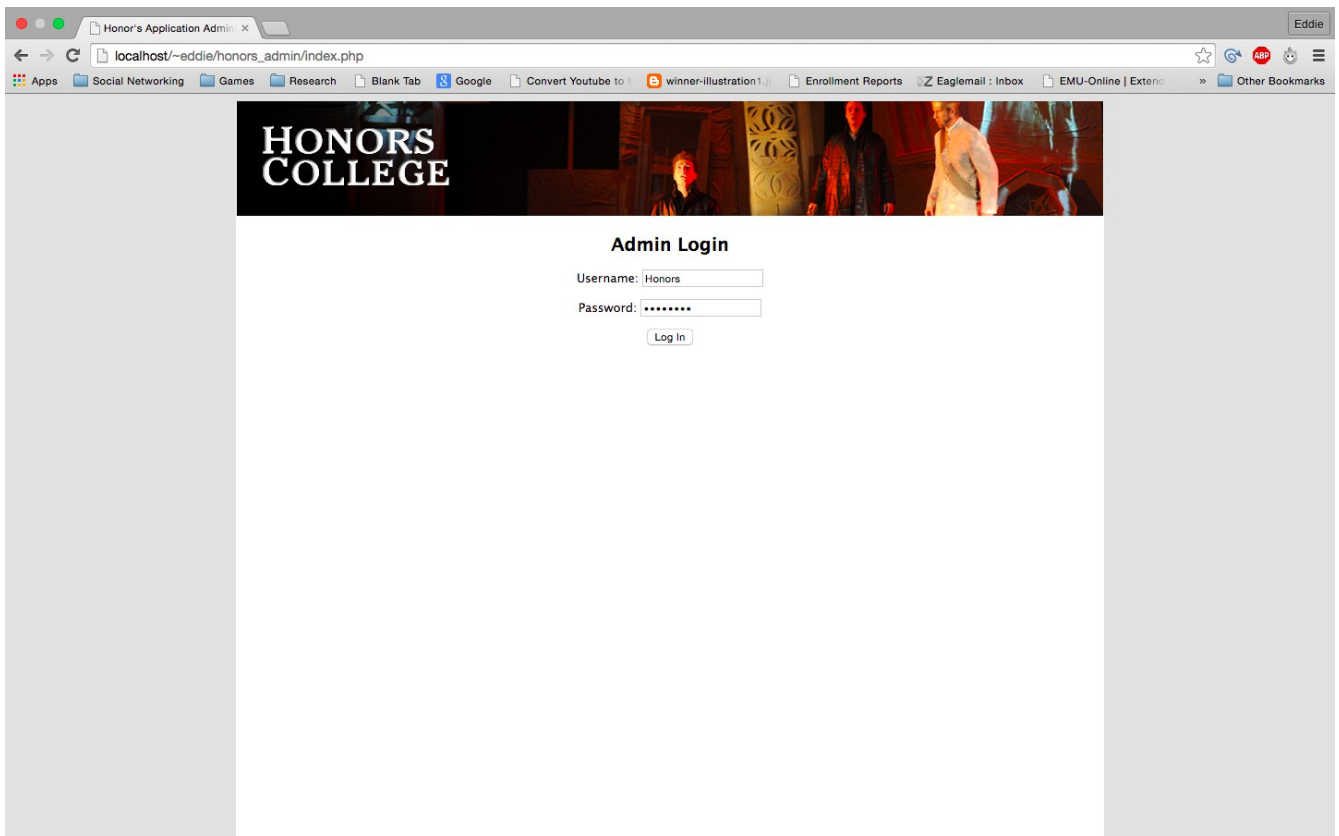 Honor's Application Admin
Eddie
localhost/~eddie/honors_admin/index.php
ABP
Apps Social Networking Games Research Blank Tab Google Convert Youtube to winner-illustration1.j Enrollment Reports Eaglemail : Inbox EMU-Online | Extend » Other Bookmarks
HONORS
COLLEGE
Admin Login
Username: Honors
Password: ••••••••
Log In